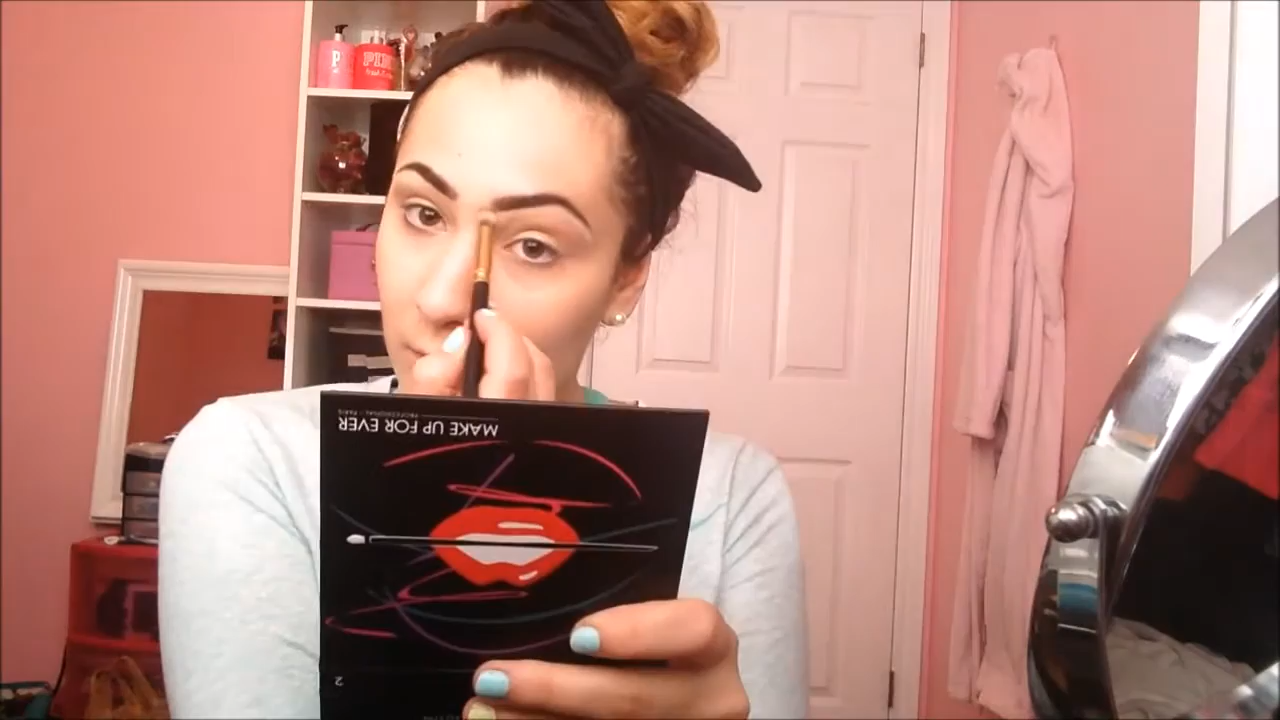 P
PINK
MAKE UP FOR EVER
PROFESSIONAL - PARIS
2